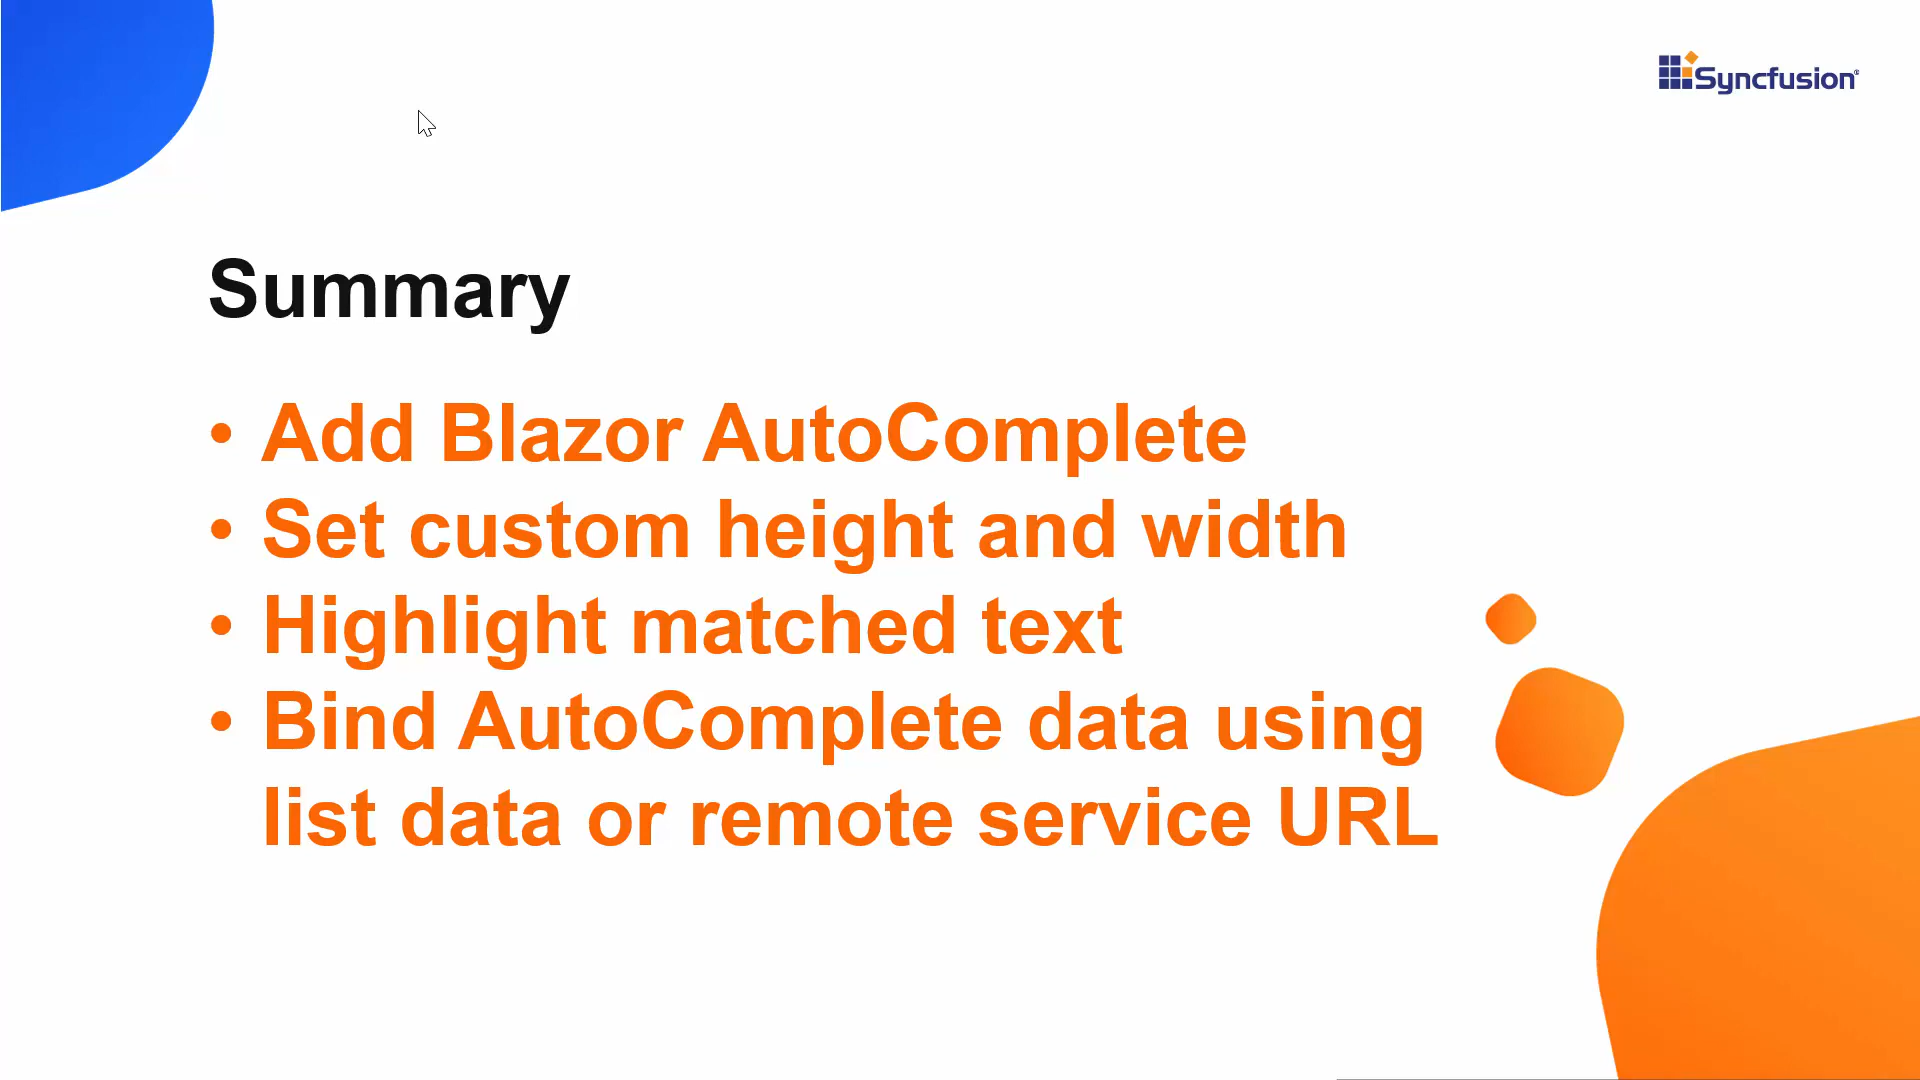 Syncfusion
Summary
• Add Blazor AutoComplete
• Set custom height and width
• Highlight matched text
• Bind AutoComplete data using
list data or remote service URL